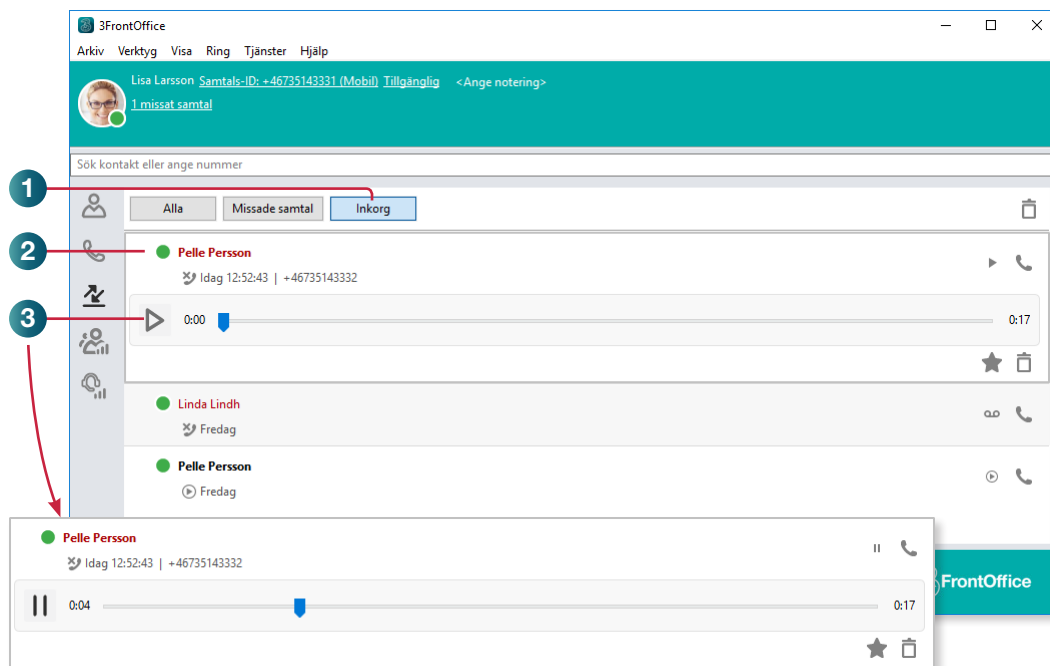 3FrontOffice
Arkiv Verktyg Visa Ring Tjänster Hjälp
Lisa Larsson Samtals-ID: +46735143331 (Mobil) Tillgänglig <Ange notering>
1 missat samtal
Sök kontakt eller ange nummer
1
Alla Missade samtal Inkorg
2
Pelle Persson
Idag 12:52:43 | +46735143332
3
0:00 0:17
Linda Lindh
Fredag
Pelle Persson
Fredag
Pelle Persson
Idag 12:52:43 | +46735143332
0:04 0:17
FrontOffice